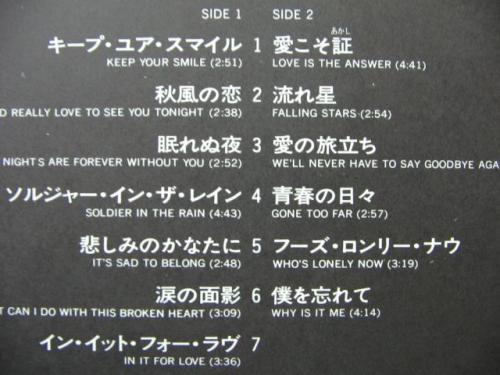 SIDE 1 SIDE 2
キープ・ユア・スマイル 1 愛こそ証
あかし
KEEP YOUR SMILE (2:51) LOVE IS THE ANSWER (4:41)
秋風の恋 2 流れ星
D REALLY LOVE TO SEE YOU TONIGHT (2:38) FALLING STARS (2:54)
眠れぬ夜 3 愛の旅立ち
NIGHTS ARE FOREVER WITHOUT YOU (2:52) WE'LL NEVER HAVE TO SAY GOODBYE AGA
ソルジャー・イン・ザ・レイン 4 青春の日々
SOLDIER IN THE RAIN (4:43) GONE TOO FAR (2:57)
悲しみのかなたに 5 フーズ・ロンリー・ナウ
IT'S SAD TO BELONG (2:48) WHO'S LONELY NOW (3:19)
涙の面影 6 僕を忘れて
T CAN I DO WITH THIS BROKEN HEART (3:09) WHY IS IT ME (4:14)
イン・イット・フォー・ラヴ 7
IN IT FOR LOVE (3:36)